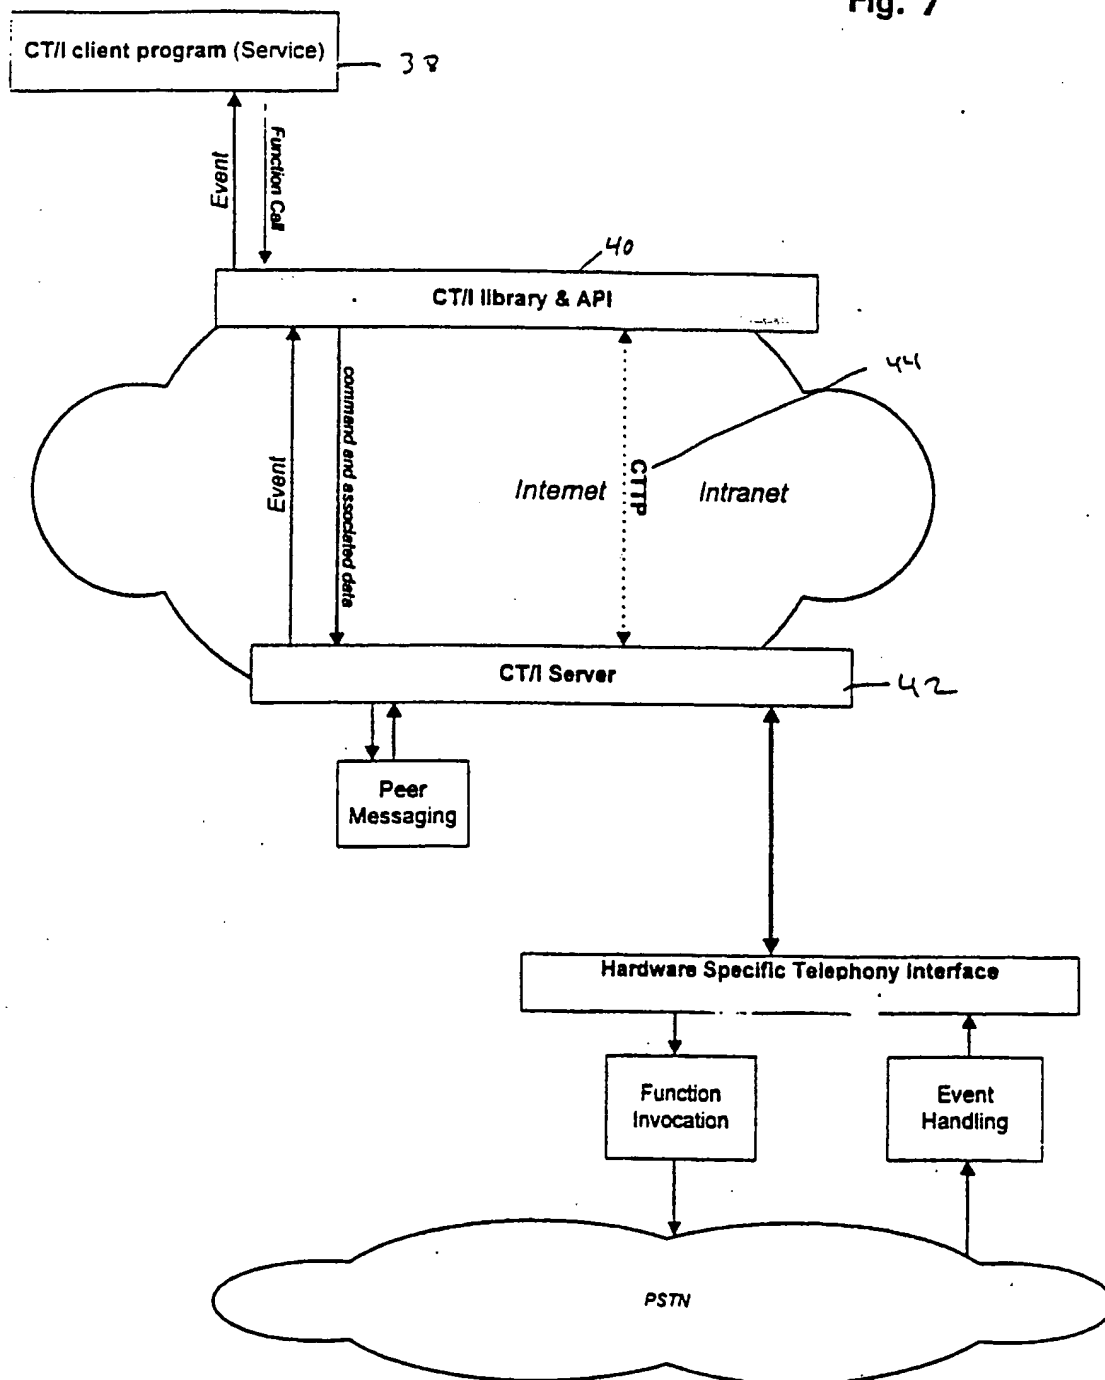 Fig. 7
CT/I client program (Service)
38
Event
Function Call
40
CT/I library & API
44
command and associated data
Event
Internet
CTTP
Intranet
CT/I Server
42
Peer
Messaging
Hardware Specific Telephony Interface
Function
Invocation
Event
Handling
PSTN